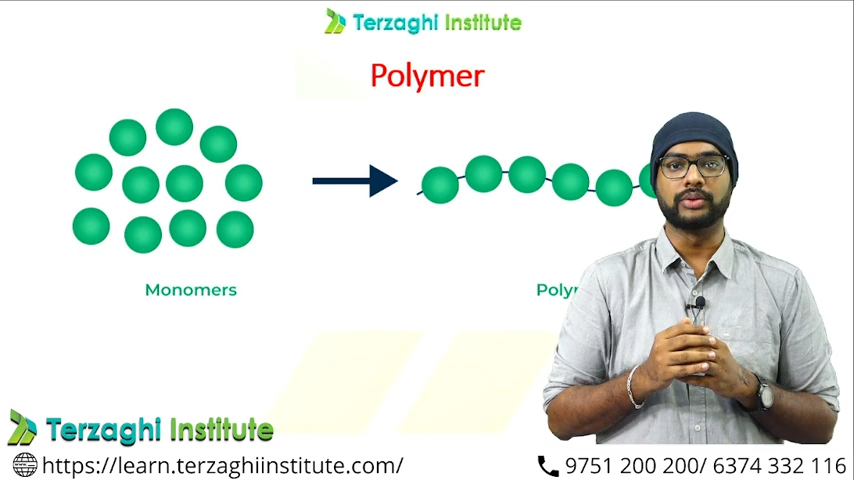 Terzaghi Institute
Polymer
Monomers
Terzaghi Institute
https://learn.terzaghiinstitute.com/
9751 200 200/ 6374 332 116